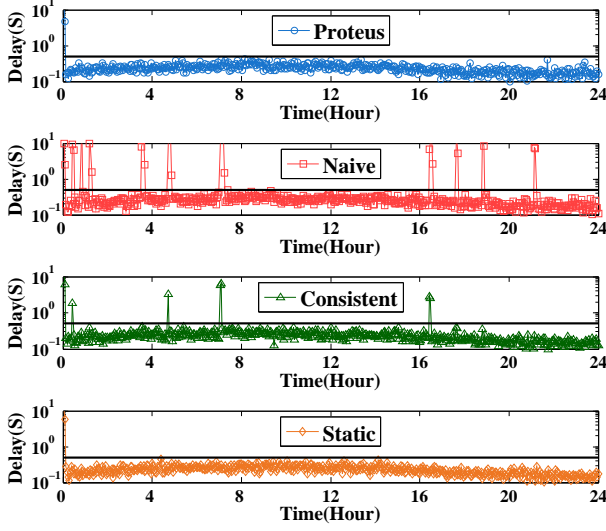 Delay(S)
10^1
10^0
10^-1
Proteus
0 4 8 12 16 20 24
Time(Hour)
Delay(S)
10^1
10^0
10^-1
Naive
0 4 8 12 16 20 24
Time(Hour)
Delay(S)
10^1
10^0
10^-1
Consistent
0 4 8 12 16 20 24
Time(Hour)
Delay(S)
10^1
10^0
10^-1
Static
0 4 8 12 16 20 24
Time(Hour)